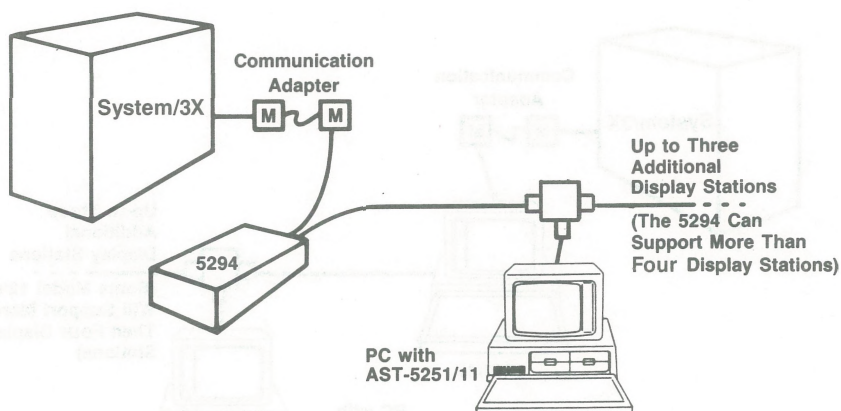 Communication
Adapter
System/3X
M
M
Up to Three
Additional
Display Stations
(The 5294 Can
Support More Than
Four Display Stations)
5294
PC with
AST-5251/11